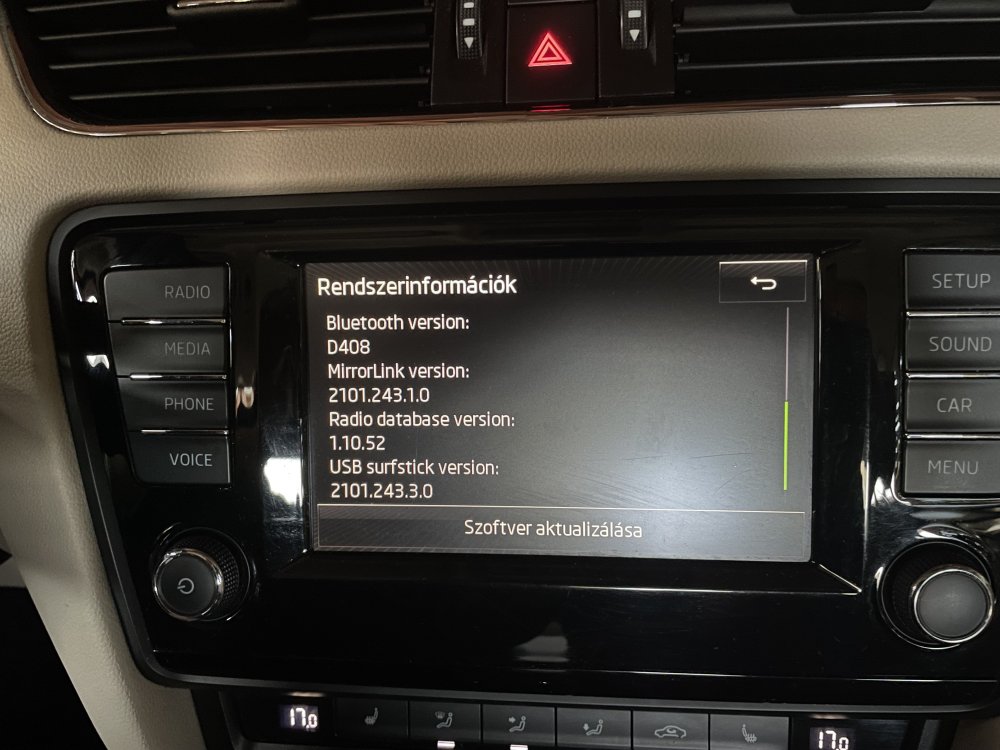 RADIO
MEDIA
PHONE
VOICE
Rendszerinformációk
Bluetooth version:
D408
MirrorLink version:
2101.243.1.0
Radio database version:
1.10.52
USB surfstick version:
2101.243.3.0
Szoftver aktualizálása
SETUP
SOUND
CAR
MENU
17.0
17.0